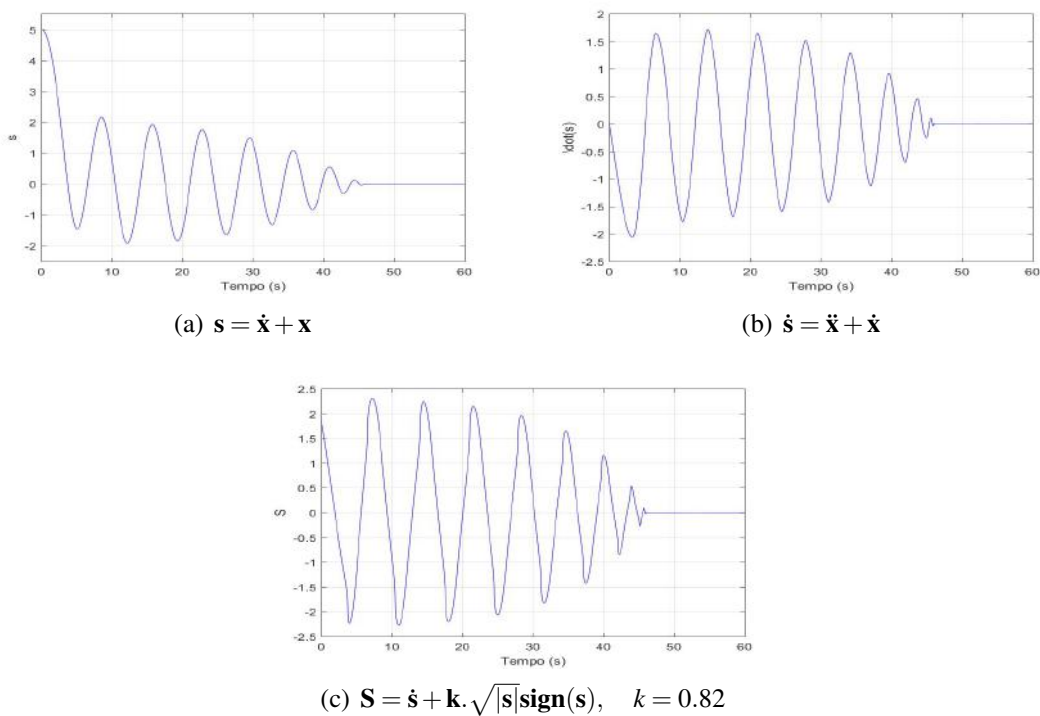 5
4
3
2
1
0
-1
-2
s
0 10 20 30 40 50 60
Tempo (s)
(a) s = ẋ + x
2
1.5
1
0.5
0
-0.5
-1
-1.5
-2
-2.5
\dot(s)
0 10 20 30 40 50 60
Tempo (s)
(b) ṡ = ẍ + ẋ
2.5
2
1.5
1
0.5
0
-0.5
-1
-1.5
-2
-2.5
S
0 10 20 30 40 50 60
Tempo (s)
(c) S = ṡ + k.√|s|sign(s), k = 0.82